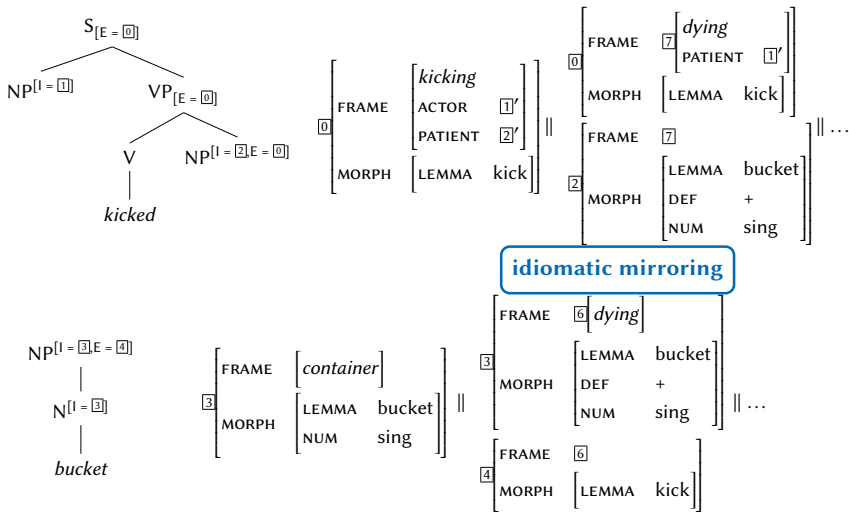 S[E = 0]
NP[I = 1] VP[E = 0]
V NP[I = 2,E = 0]
kicked
0 FRAME kicking
ACTOR 1′
PATIENT 2′
MORPH LEMMA kick
||
0 FRAME 7 dying
PATIENT 1′
MORPH LEMMA kick
2 FRAME 7
MORPH LEMMA bucket
DEF +
NUM sing
|| ...
idiomatic mirroring
NP[I = 3,E = 4]
N[I = 3]
bucket
3 FRAME container
MORPH LEMMA bucket
NUM sing
||
3 FRAME 6 dying
MORPH LEMMA bucket
DEF +
NUM sing
4 FRAME 6
MORPH LEMMA kick
|| ...